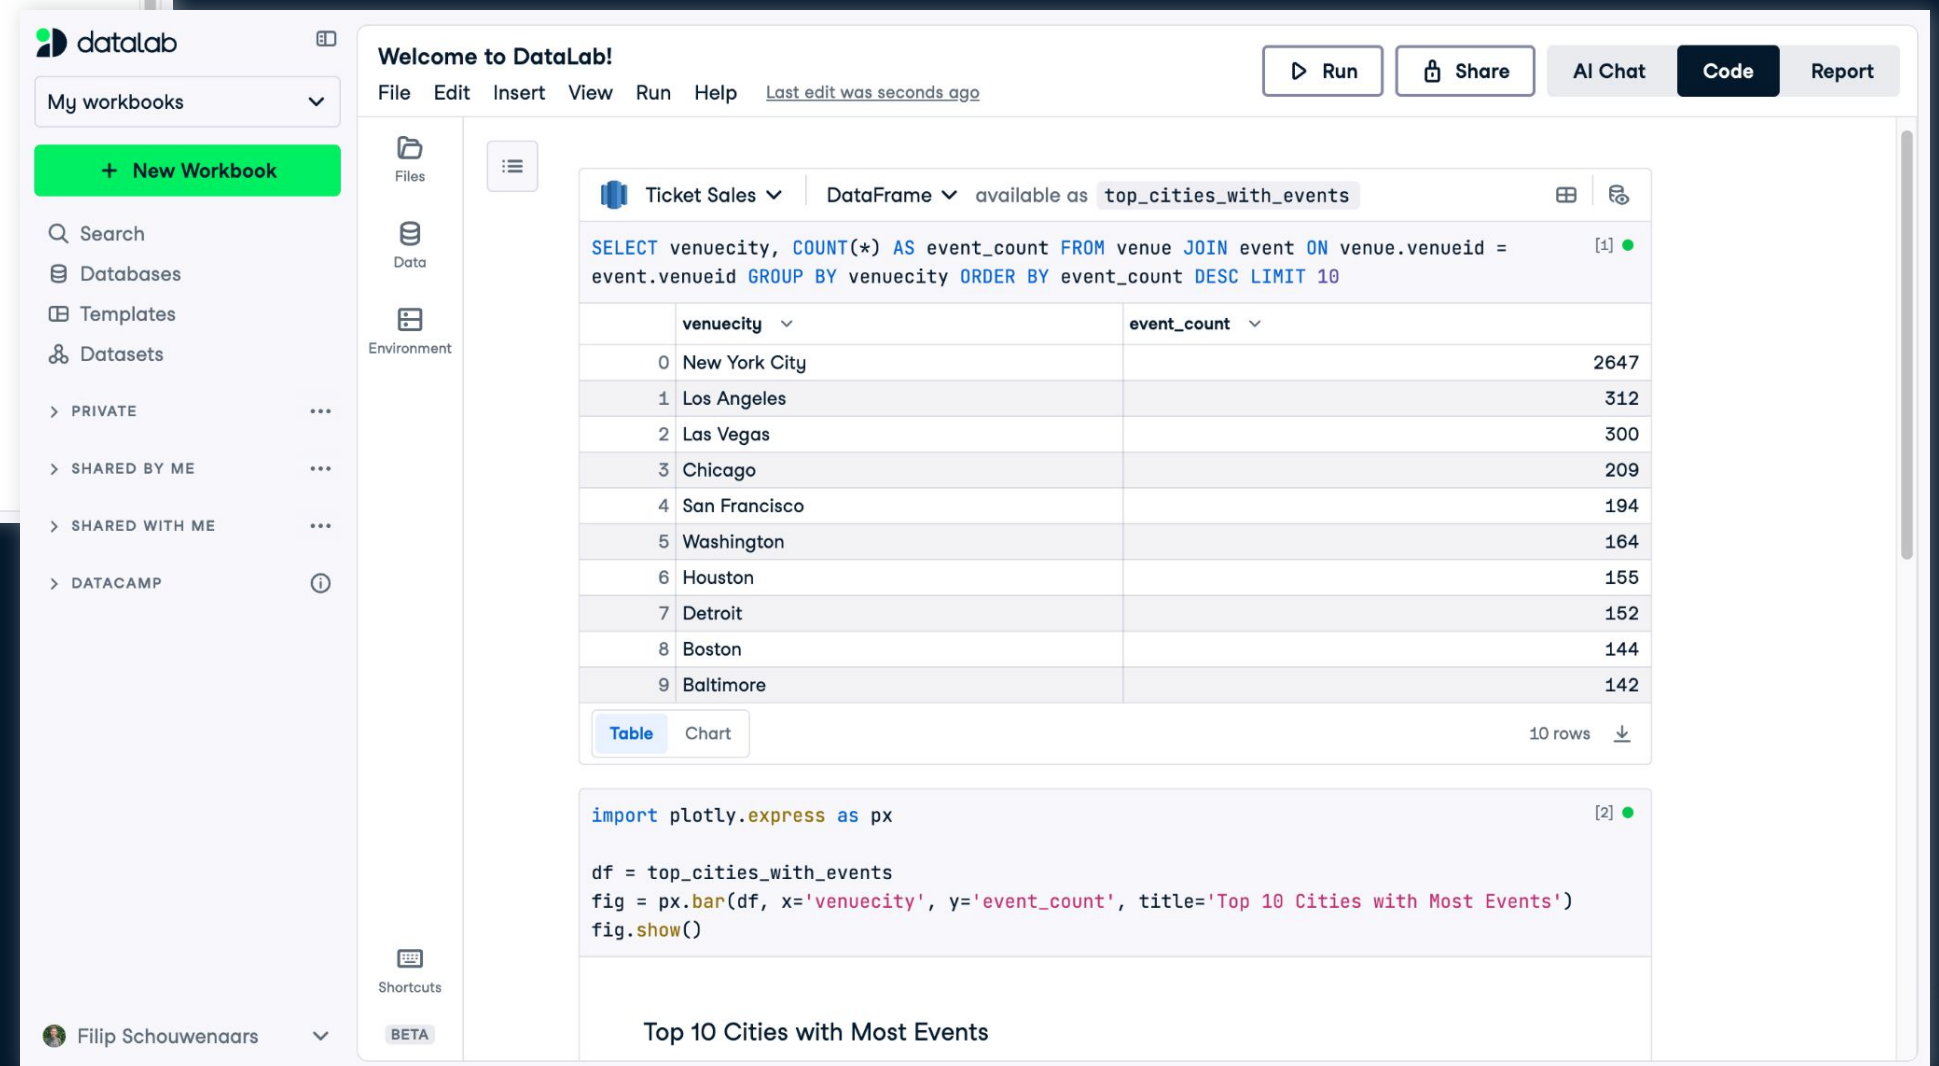 datalab
My workbooks
+ New Workbook
Search
Databases
Templates
Datasets
PRIVATE
SHARED BY ME
SHARED WITH ME
DATACAMP
Filip Schouwenaars
Welcome to DataLab!
File Edit Insert View Run Help Last edit was seconds ago
Run
Share
AI Chat
Code
Report
Files
Data
Environment
Shortcuts
BETA
Ticket Sales DataFrame available as top_cities_with_events
SELECT venuecity, COUNT(*) AS event_count FROM venue JOIN event ON venue.venueid =
event.venueid GROUP BY venuecity ORDER BY event_count DESC LIMIT 10
[1]
venuecity event_count
0 New York City 2647
1 Los Angeles 312
2 Las Vegas 300
3 Chicago 209
4 San Francisco 194
5 Washington 164
6 Houston 155
7 Detroit 152
8 Boston 144
9 Baltimore 142
Table Chart 10 rows
import plotly.express as px
[2]
df = top_cities_with_events
fig = px.bar(df, x='venuecity', y='event_count', title='Top 10 Cities with Most Events')
fig.show()
Top 10 Cities with Most Events